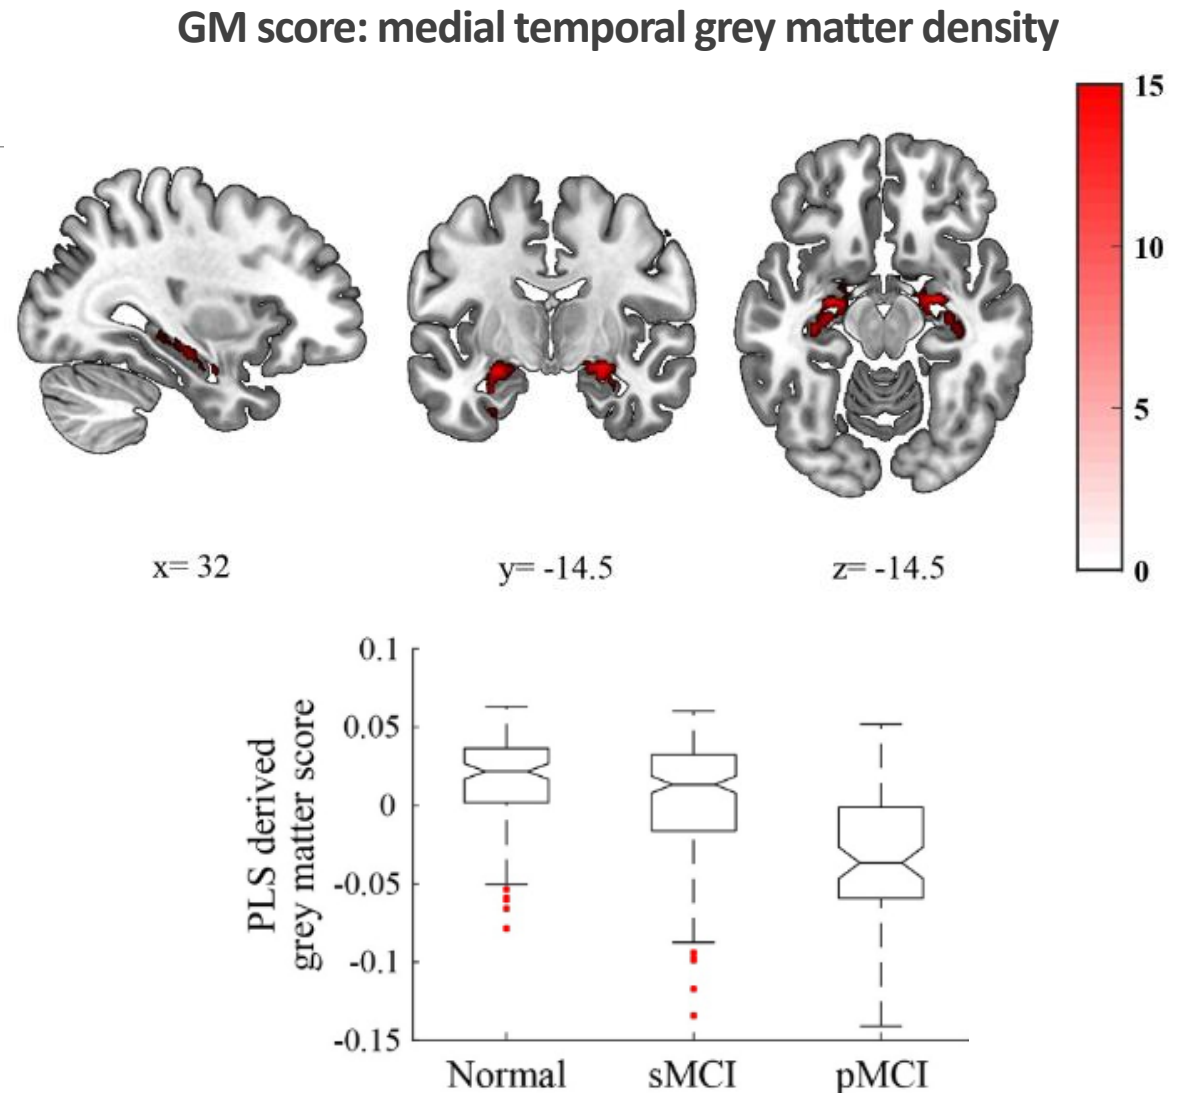 GM score: medial temporal grey matter density
15
10
5
0
x= 32
y= -14.5
z= -14.5
PLS derived
grey matter score
0.1
0.05
0
-0.05
-0.1
-0.15
Normal
sMCI
pMCI